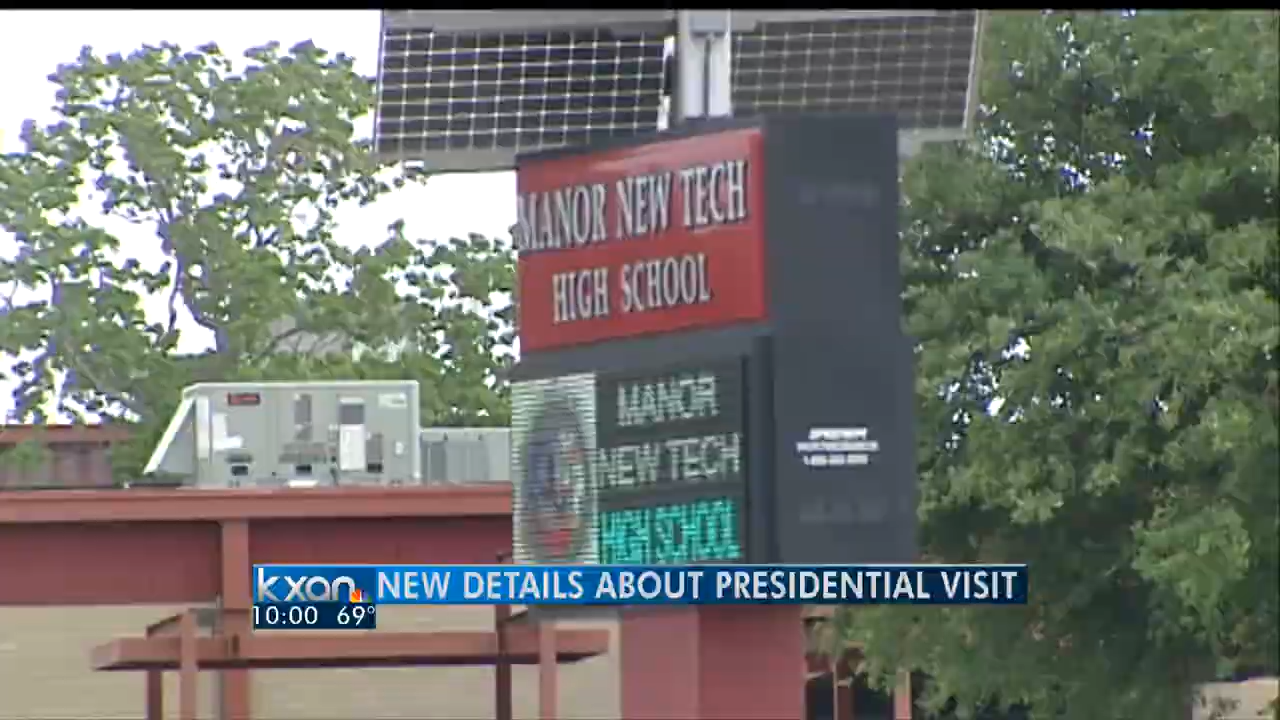 MANOR NEW TECH
HIGH SCHOOL
MANOR
NEW TECH
HIGH SCHOOL
kxan NEW DETAILS ABOUT PRESIDENTIAL VISIT
10:00 69°